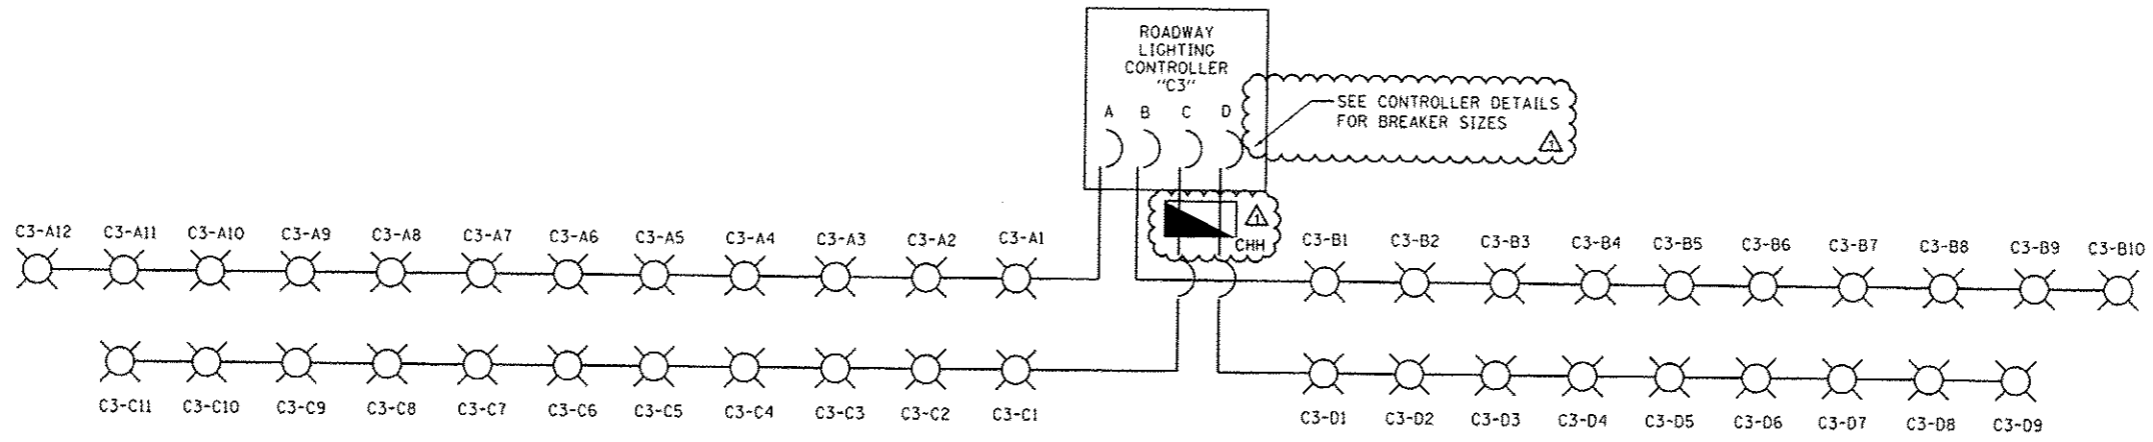 ROADWAY
LIGHTING
CONTROLLER
"C3"
A B C D
SEE CONTROLLER DETAILS
FOR BREAKER SIZES
1
1
CHH
C3-A12 C3-A11 C3-A10 C3-A9 C3-A8 C3-A7 C3-A6 C3-A5 C3-A4 C3-A3 C3-A2 C3-A1
C3-B1 C3-B2 C3-B3 C3-B4 C3-B5 C3-B6 C3-B7 C3-B8 C3-B9 C3-B10
C3-C11 C3-C10 C3-C9 C3-C8 C3-C7 C3-C6 C3-C5 C3-C4 C3-C3 C3-C2 C3-C1
C3-D1 C3-D2 C3-D3 C3-D4 C3-D5 C3-D6 C3-D7 C3-D8 C3-D9